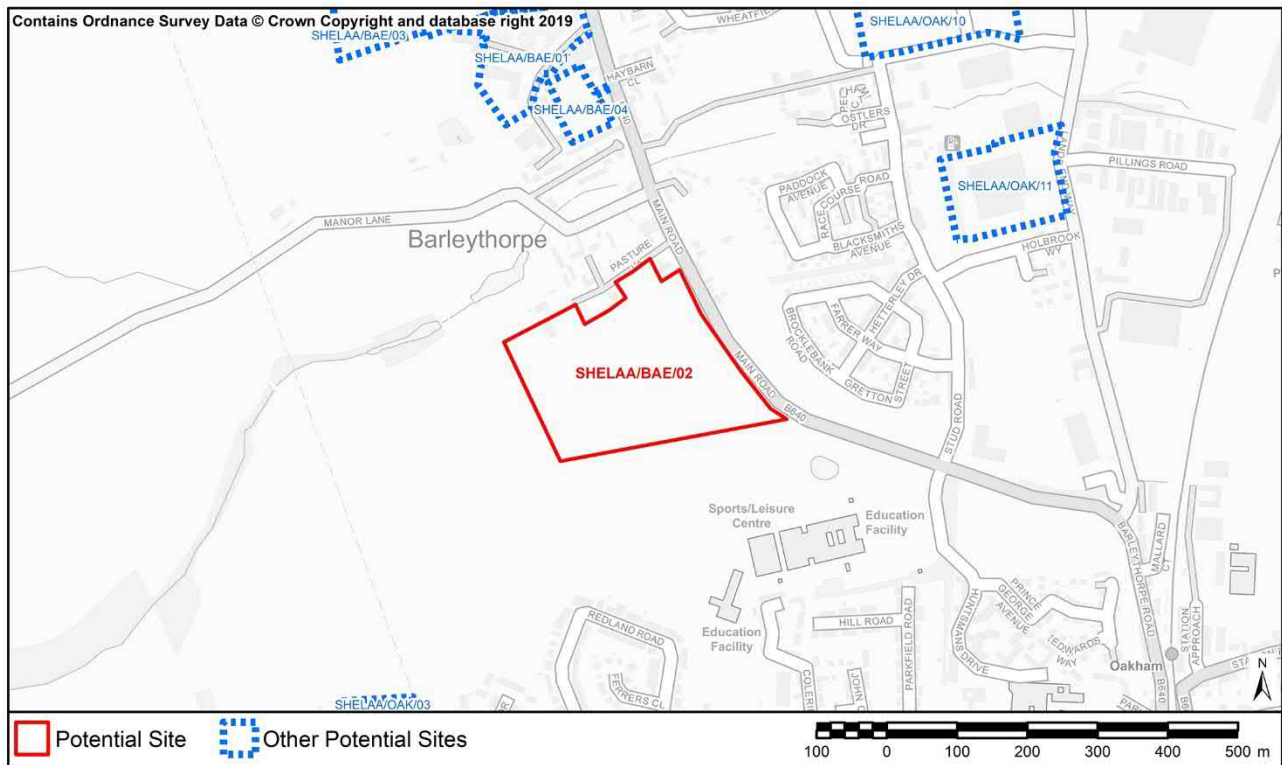 Contains Ordnance Survey Data © Crown Copyright and database right 2019
SHELAA/BAE/03
SHELAA/BAE/01
SHELAA/BAE/04
SHELAA/OAK/10
HAYBARN
CL
OSTLERS
DR
PILLINGS ROAD
SHELAA/OAK/11
MANOR LANE
Barleythorpe
MAIN ROAD
PADDOCK
AVENUE
RACE
COURSE ROAD
BLACKSMITHS
AVENUE
HOLBROOK
WY
PASTURE
HETTERLEY DR
FARRER WAY
BROCKLEBANK
ROAD
GRETTON
STREET
SHELAA/BAE/02
MAIN ROAD
B640
STUD ROAD
Sports/Leisure
Centre
Education
Facility
Education
Facility
BARLEYTHORPE ROAD
MALLARD
CT
STATION
APPROACH
PRINCE
GEORGE
AVENUE
EDWARD'S
WAY
HUNTSMANS DRIVE
HILL ROAD
PARKFIELD ROAD
REDLAND ROAD
FERRERS CL
JOHN
Oakham
B640
N
SHELAA/OAK/03
Potential Site
Other Potential Sites
100 0 100 200 300 400 500 m